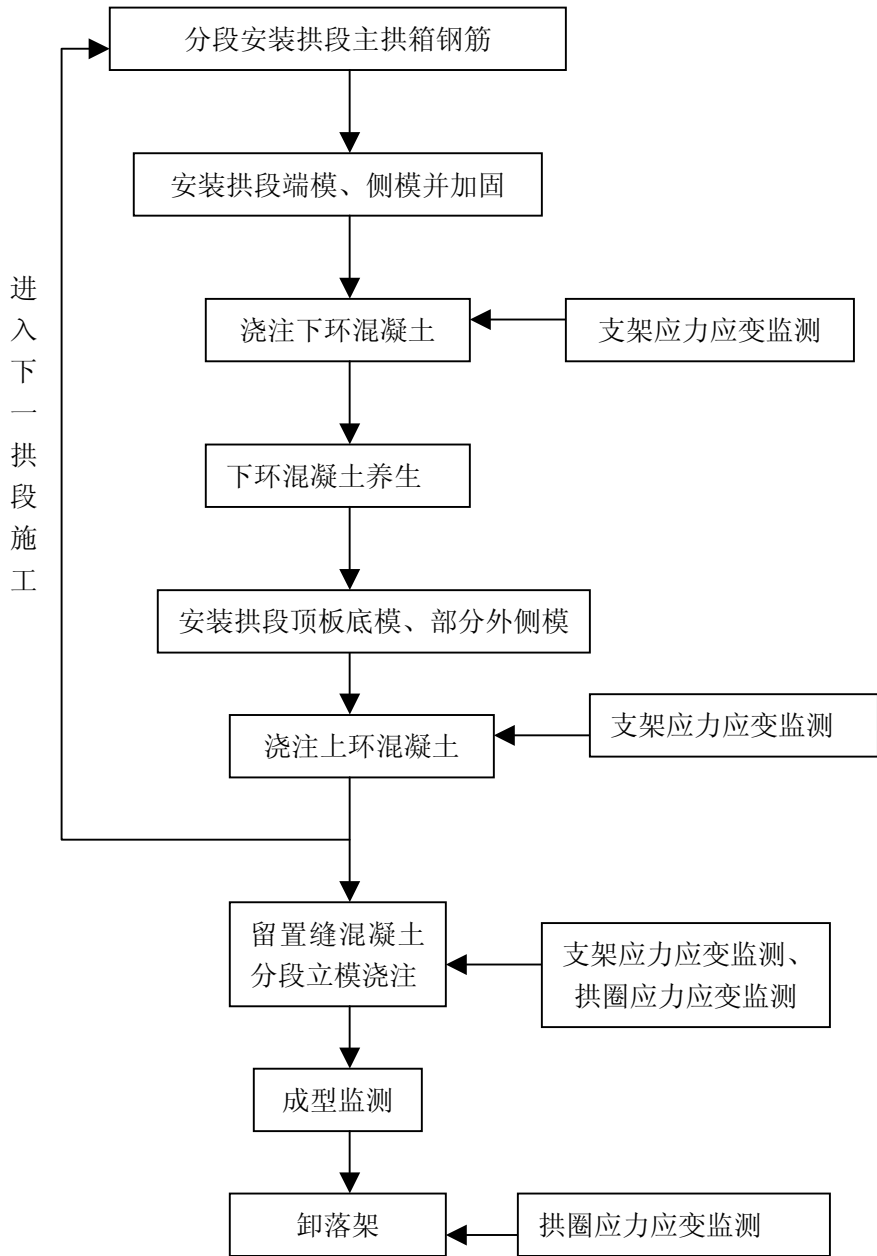 分段安装拱段主拱箱钢筋
安装拱段端模、侧模并加固
进入下一拱段施工
浇注下环混凝土
支架应力应变监测
下环混凝土养生
安装拱段顶板底模、部分外侧模
浇注上环混凝土
支架应力应变监测
留置缝混凝土
分段立模浇注
支架应力应变监测、
拱圈应力应变监测
成型监测
卸落架
拱圈应力应变监测